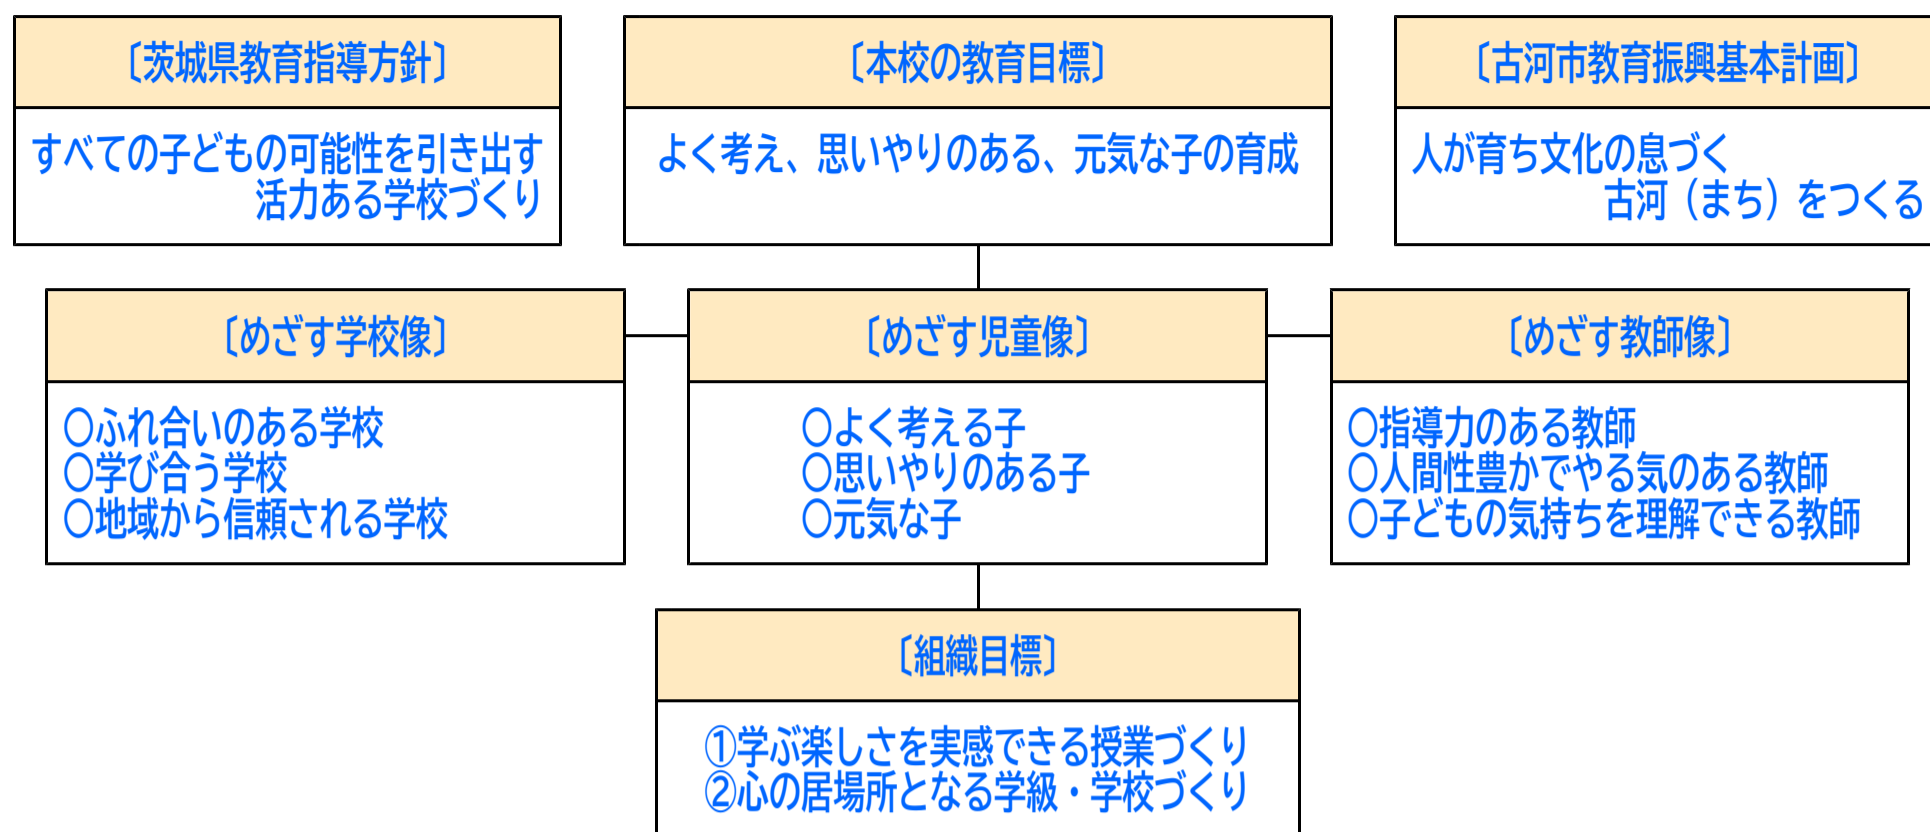 〔茨城県教育指導方針〕
すべての子どもの可能性を引き出す
活力ある学校づくり
〔本校の教育目標〕
よく考え、思いやりのある、元気な子の育成
〔古河市教育振興基本計画〕
人が育ち文化の息づく
古河（まち）をつくる
〔めざす学校像〕
○ふれ合いのある学校
○学び合う学校
○地域から信頼される学校
〔めざす児童像〕
○よく考える子
○思いやりのある子
○元気な子
〔めざす教師像〕
○指導力のある教師
○人間性豊かでやる気のある教師
○子どもの気持ちを理解できる教師
〔組織目標〕
①学ぶ楽しさを実感できる授業づくり
②心の居場所となる学級・学校づくり